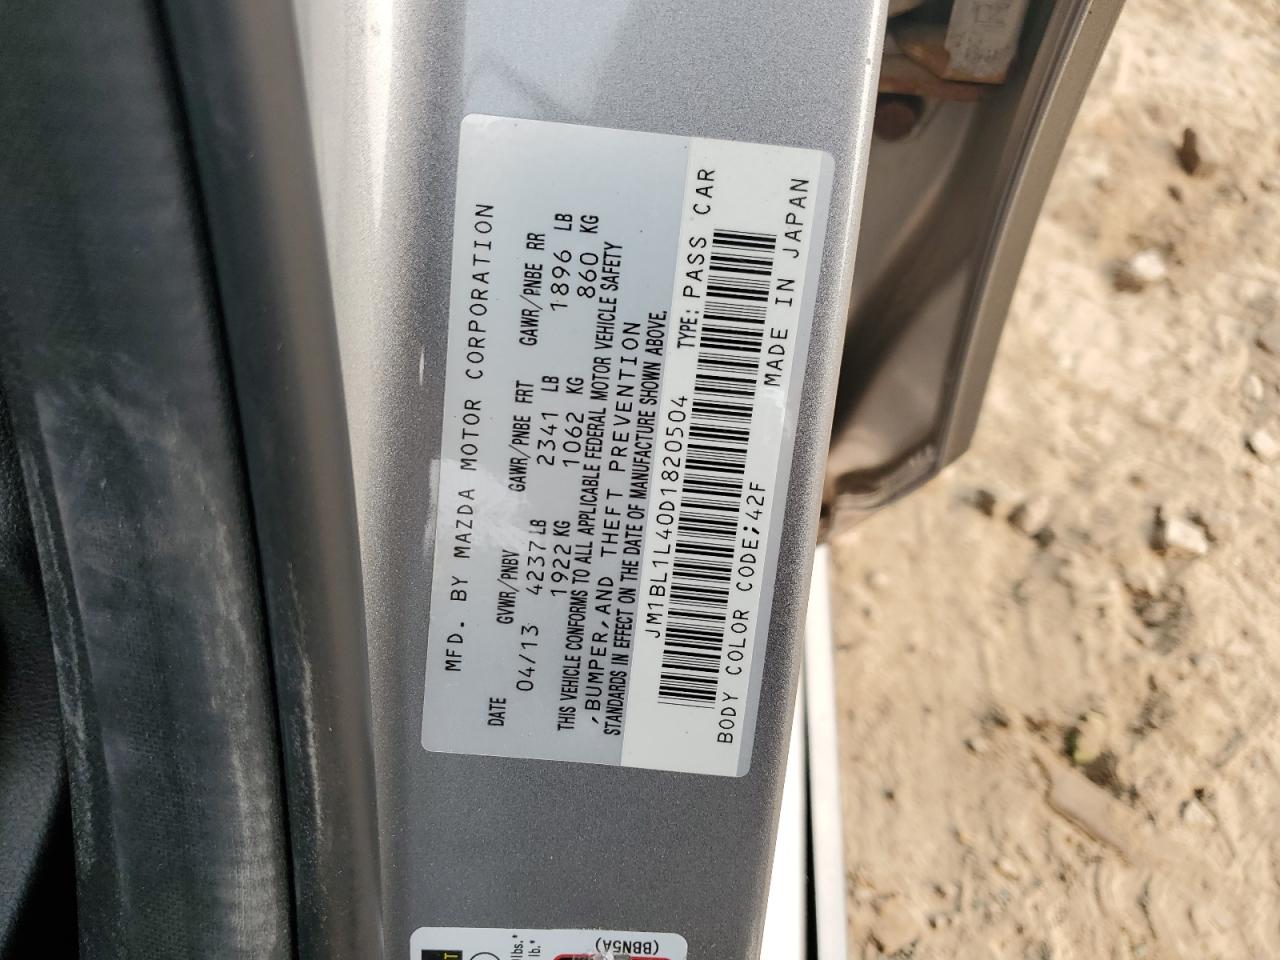 MFD. BY MAZDA MOTOR CORPORATION
DATE GVWR/PNBV GAWR/PNBE FRT GAWR/PNBE RR
04/13 4237LB 2341 LB 1896 LB
1922KG 1062 KG 860 KG
THIS VEHICLE CONFORMS TO ALL APPLICABLE FEDERAL MOTOR VEHICLE SAFETY
,BUMPER,AND THEFT PREVENTION
STANDARDS IN EFFECT ON THE DATE OF MANUFACTURE SHOWN ABOVE.
JM1BL1L40D1820504 TYPE: PASS CAR
BODY COLOR CODE;42F MADE IN JAPAN
lbs.*
lb.*
(BBN5A)